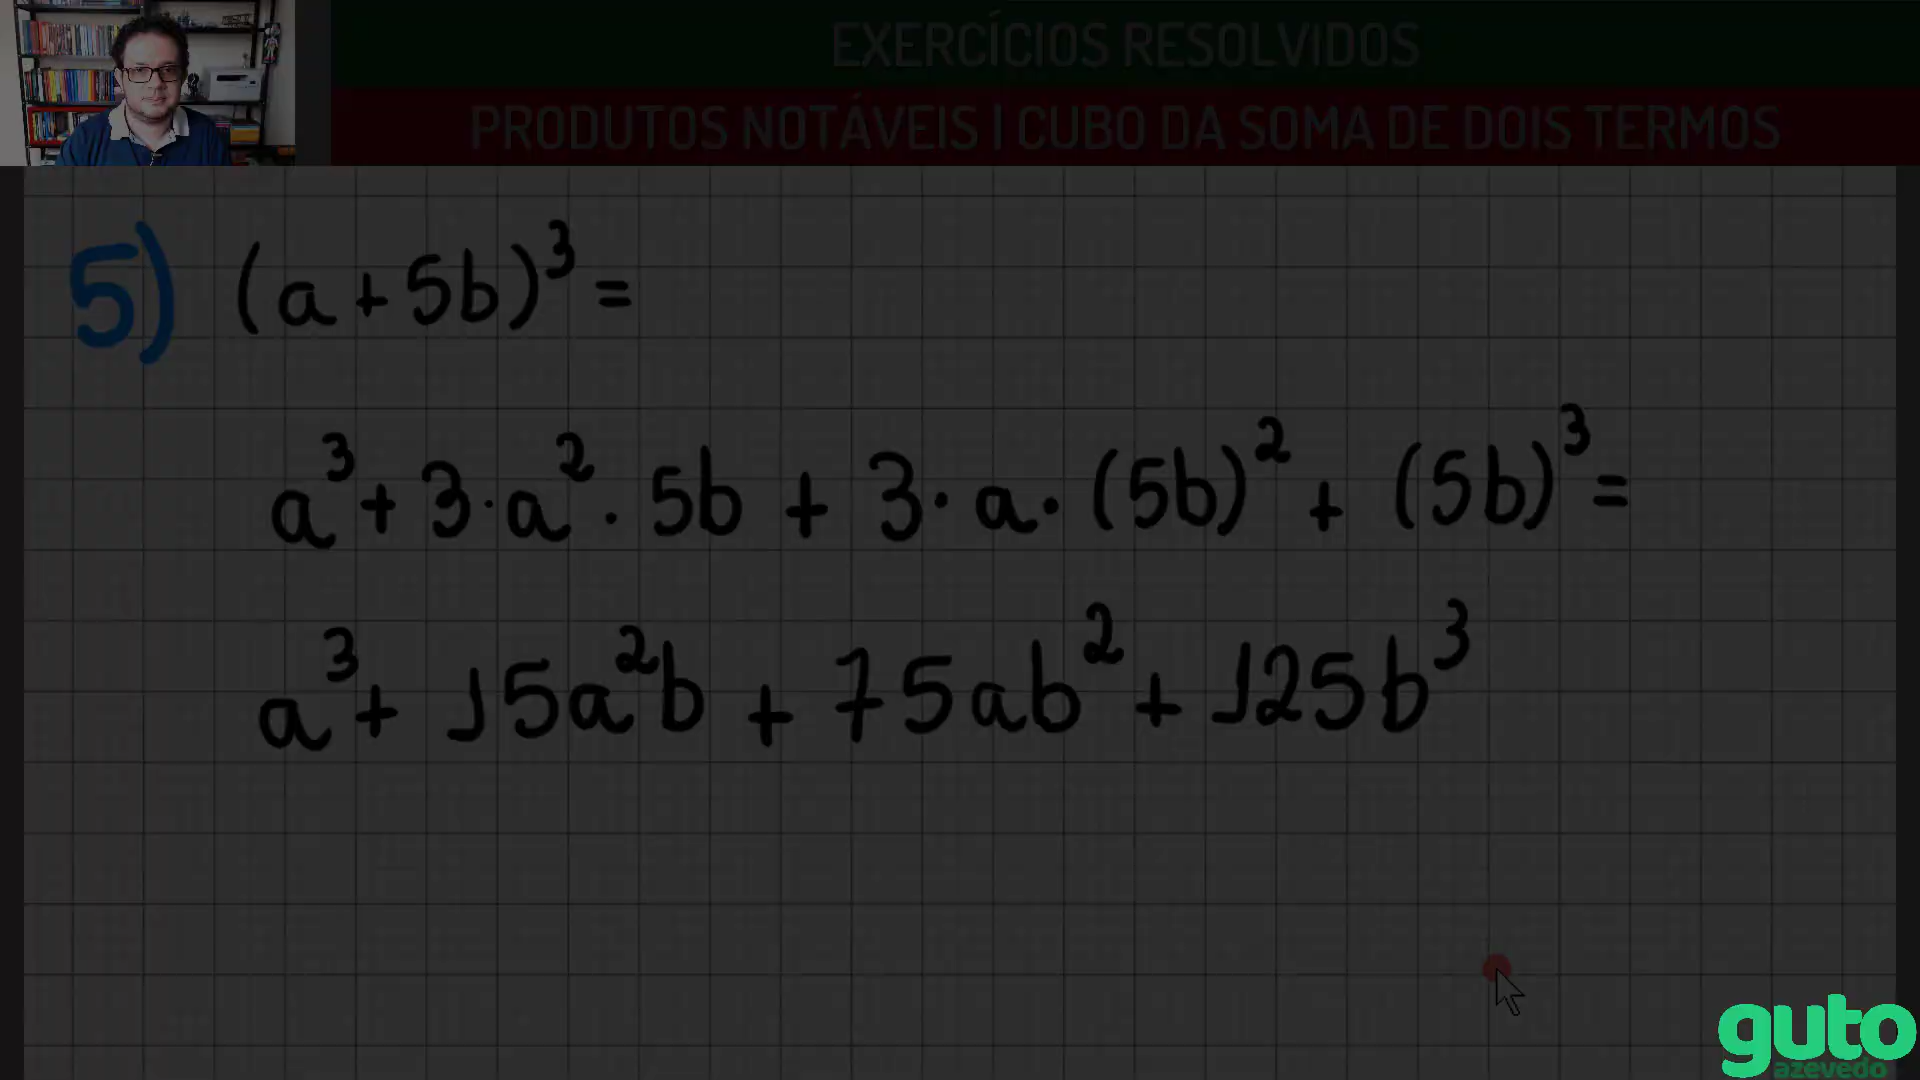 EXERCÍCIOS RESOLVIDOS
PRODUTOS NOTÁVEIS | CUBO DA SOMA DE DOIS TERMOS
5) (a + 5b)³ =
a³ + 3 · a² · 5b + 3 · a · (5b)² + (5b)³ =
a³ + 15a²b + 75ab² + 125b³
guto
azevedo